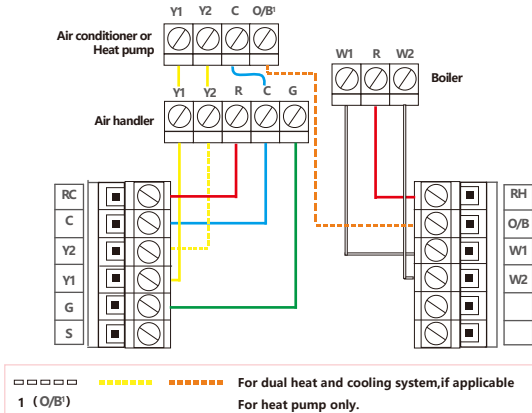 Y1 Y2 C O/B¹
Air conditioner or
Heat pump
W1 R W2
Boiler
Y1 Y2 R C G
Air handler
RC
C
Y2
Y1
G
S
RH
O/B
W1
W2
For dual heat and cooling system,if applicable
1 (O/B¹) For heat pump only.